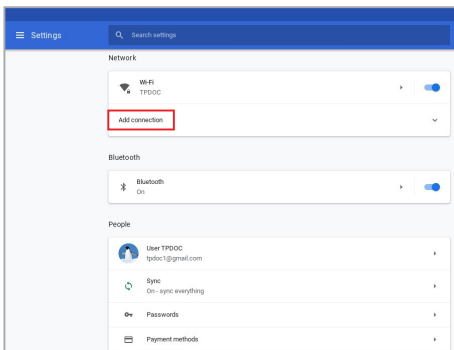 Settings
Search settings
Network
Wi-Fi
TPDOC
Add connection
Bluetooth
Bluetooth
On
People
User TPDOC
tpdoc1@gmail.com
Sync
On - sync everything
Passwords
Payment methods